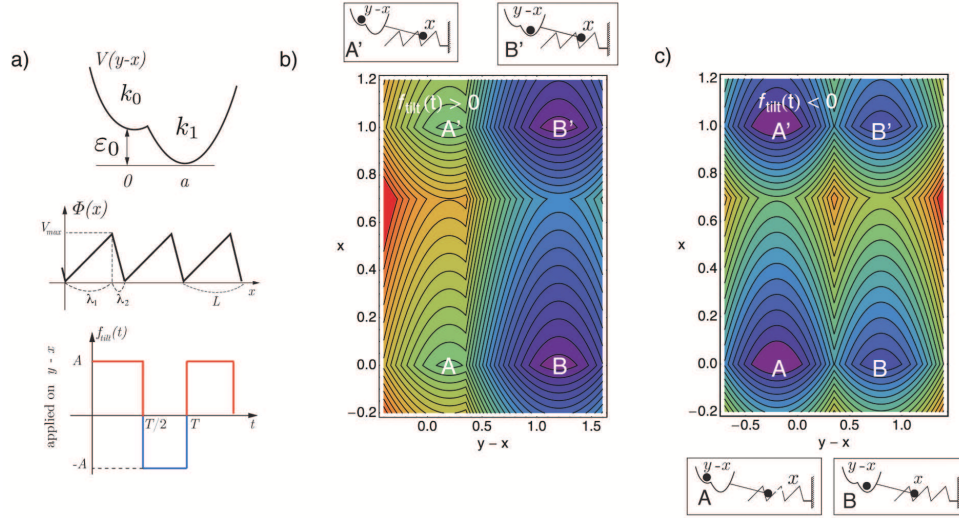 a)
V(y-x)
k₀
k₁
ε₀
0
a
Φ(x)
Vmax
λ₁
λ₂
L
x
f_tilt(t)
applied on y - x
A
T/2
T
t
-A
y-x
x
A'
y-x
x
B'
b)
1.2
1.0
0.8
0.6
0.4
0.2
0.0
−0.2
x
f_tilt(t) > 0
A'
B'
A
B
0.0
0.5
1.0
1.5
y − x
c)
1.2
1.0
0.8
0.6
0.4
0.2
0.0
−0.2
x
f_tilt(t) < 0
A'
B'
A
B
−0.5
0.0
0.5
1.0
y − x
y-x
x
A
y-x
x
B